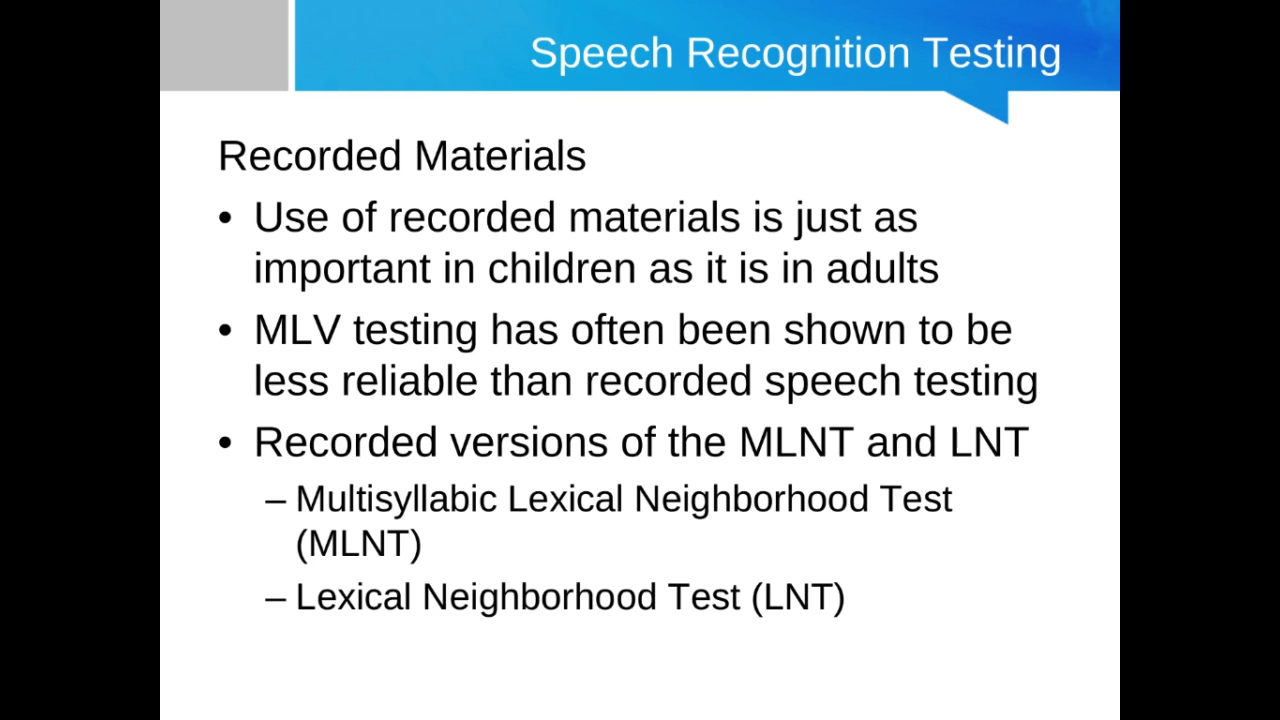 Speech Recognition Testing
Recorded Materials
• Use of recorded materials is just as
important in children as it is in adults
• MLV testing has often been shown to be
less reliable than recorded speech testing
• Recorded versions of the MLNT and LNT
– Multisyllabic Lexical Neighborhood Test
(MLNT)
– Lexical Neighborhood Test (LNT)